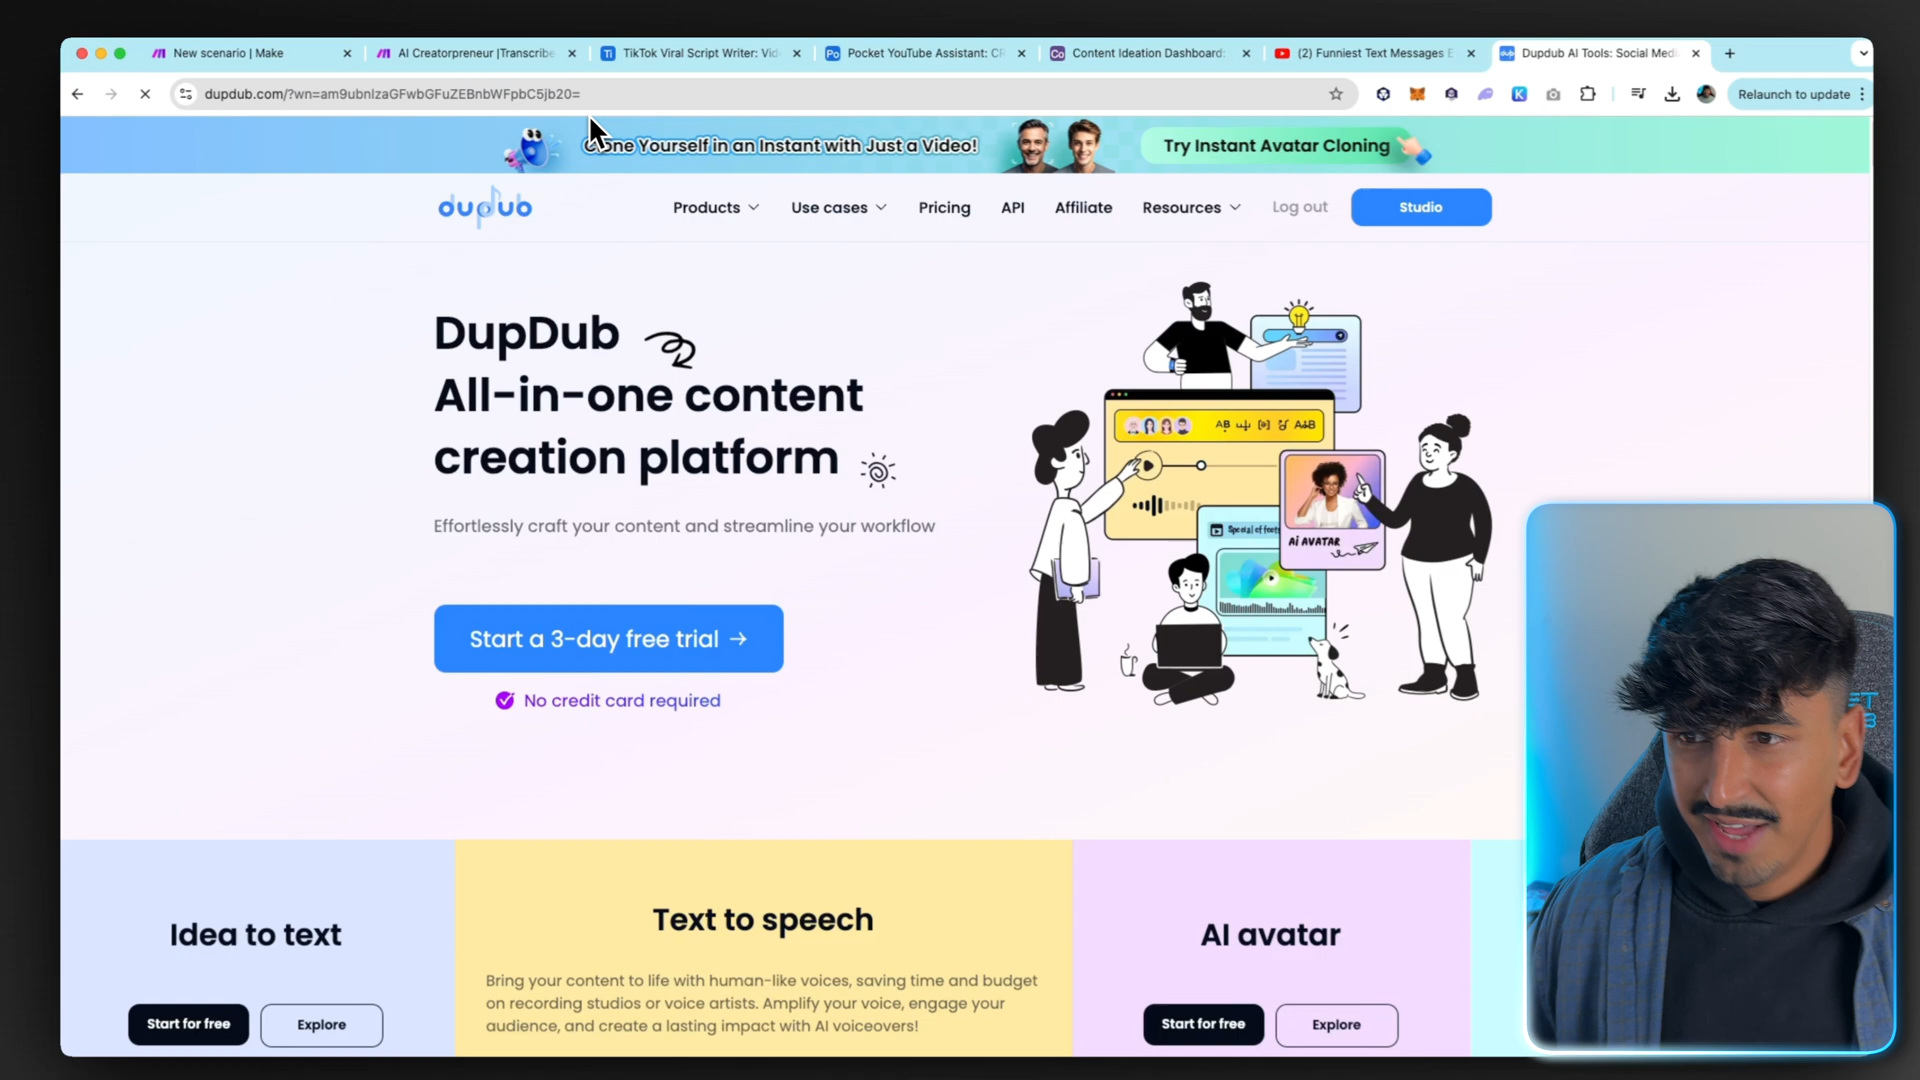 New scenario | Make
AI Creatorpreneur |Transcribe
TikTok Viral Script Writer: Vid
Pocket YouTube Assistant: CR
Content Ideation Dashboard:
(2) Funniest Text Messages E
Dupdub AI Tools: Social Med
dupdub.com/?wn=am9ubnlzaGFwbGFuZEBnbWFpbC5jb20=
Relaunch to update
Clone Yourself in an Instant with Just a Video!
Try Instant Avatar Cloning
dupdub
Products
Use cases
Pricing
API
Affiliate
Resources
Log out
Studio
DupDub
All-in-one content
creation platform
Effortlessly craft your content and streamline your workflow
Start a 3-day free trial →
No credit card required
AI AVATAR
Idea to text
Start for free
Explore
Text to speech
Bring your content to life with human-like voices, saving time and budget
on recording studios or voice artists. Amplify your voice, engage your
audience, and create a lasting impact with AI voiceovers!
AI avatar
Start for free
Explore